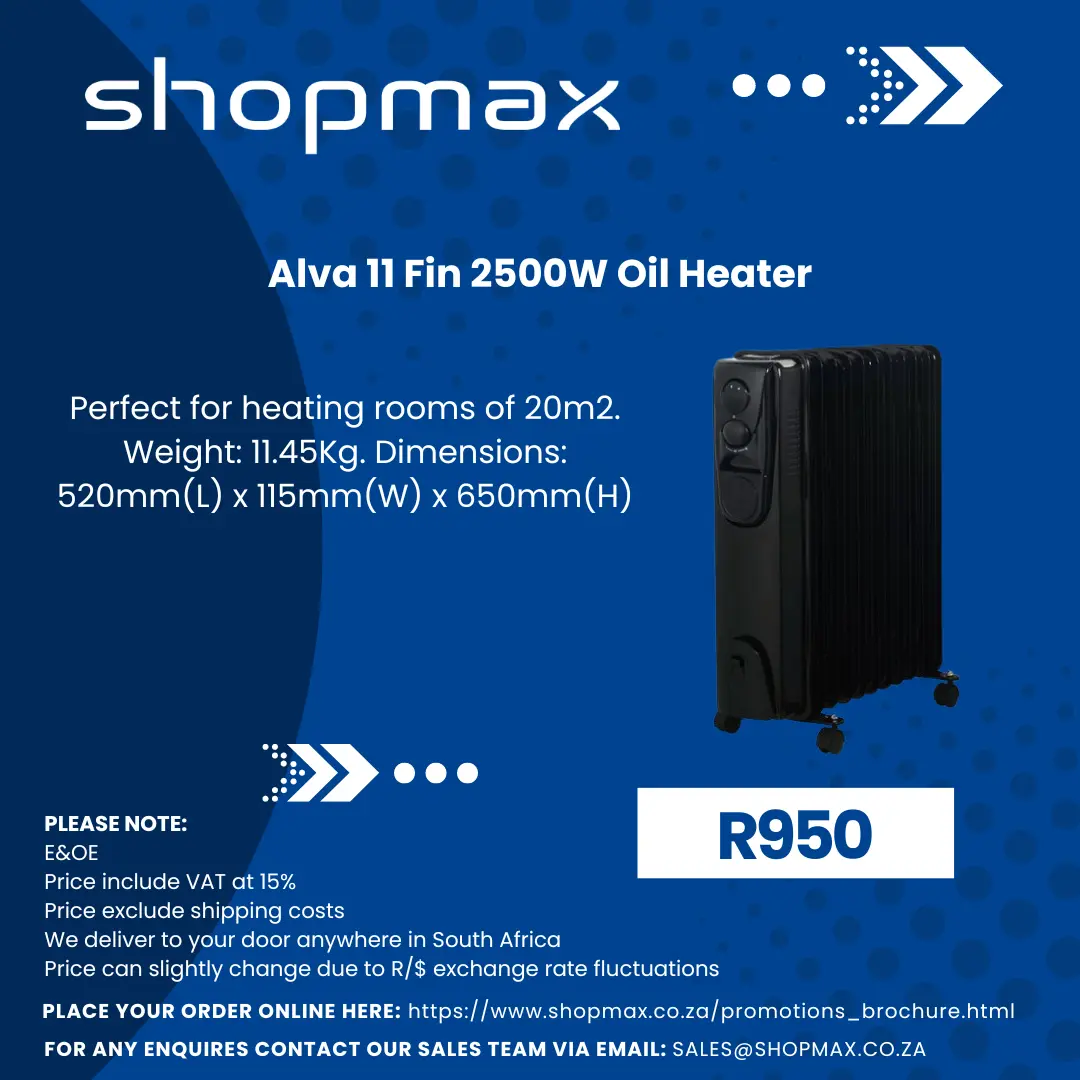 shopmax
Alva 11 Fin 2500W Oil Heater
Perfect for heating rooms of 20m2.
Weight: 11.45Kg. Dimensions:
520mm(L) x 115mm(W) x 650mm(H)
R950
PLEASE NOTE:
E&OE
Price include VAT at 15%
Price exclude shipping costs
We deliver to your door anywhere in South Africa
Price can slightly change due to R/$ exchange rate fluctuations
PLACE YOUR ORDER ONLINE HERE: https://www.shopmax.co.za/promotions_brochure.html
FOR ANY ENQUIRES CONTACT OUR SALES TEAM VIA EMAIL: SALES@SHOPMAX.CO.ZA